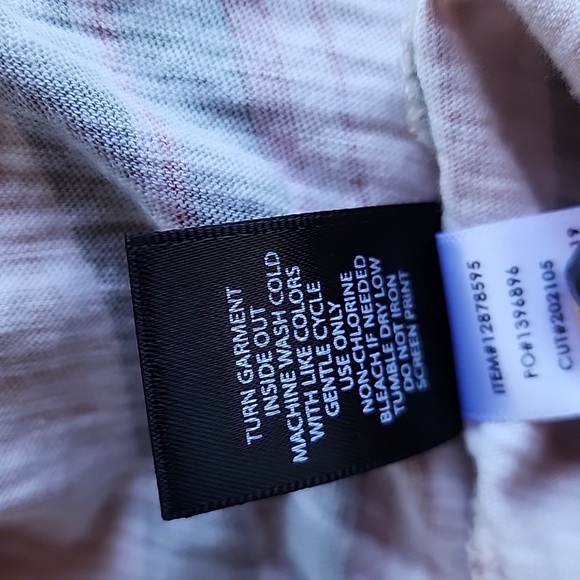 TURN GARMENT
INSIDE OUT
MACHINE WASH COLD
WITH LIKE COLORS
GENTLE CYCLE
USE ONLY
NON-CHLORINE
BLEACH IF NEEDED
TUMBLE DRY LOW
DO NOT IRON
SCREEN PRINT
ITEM#12878595
PO#1396896
CUT#202105